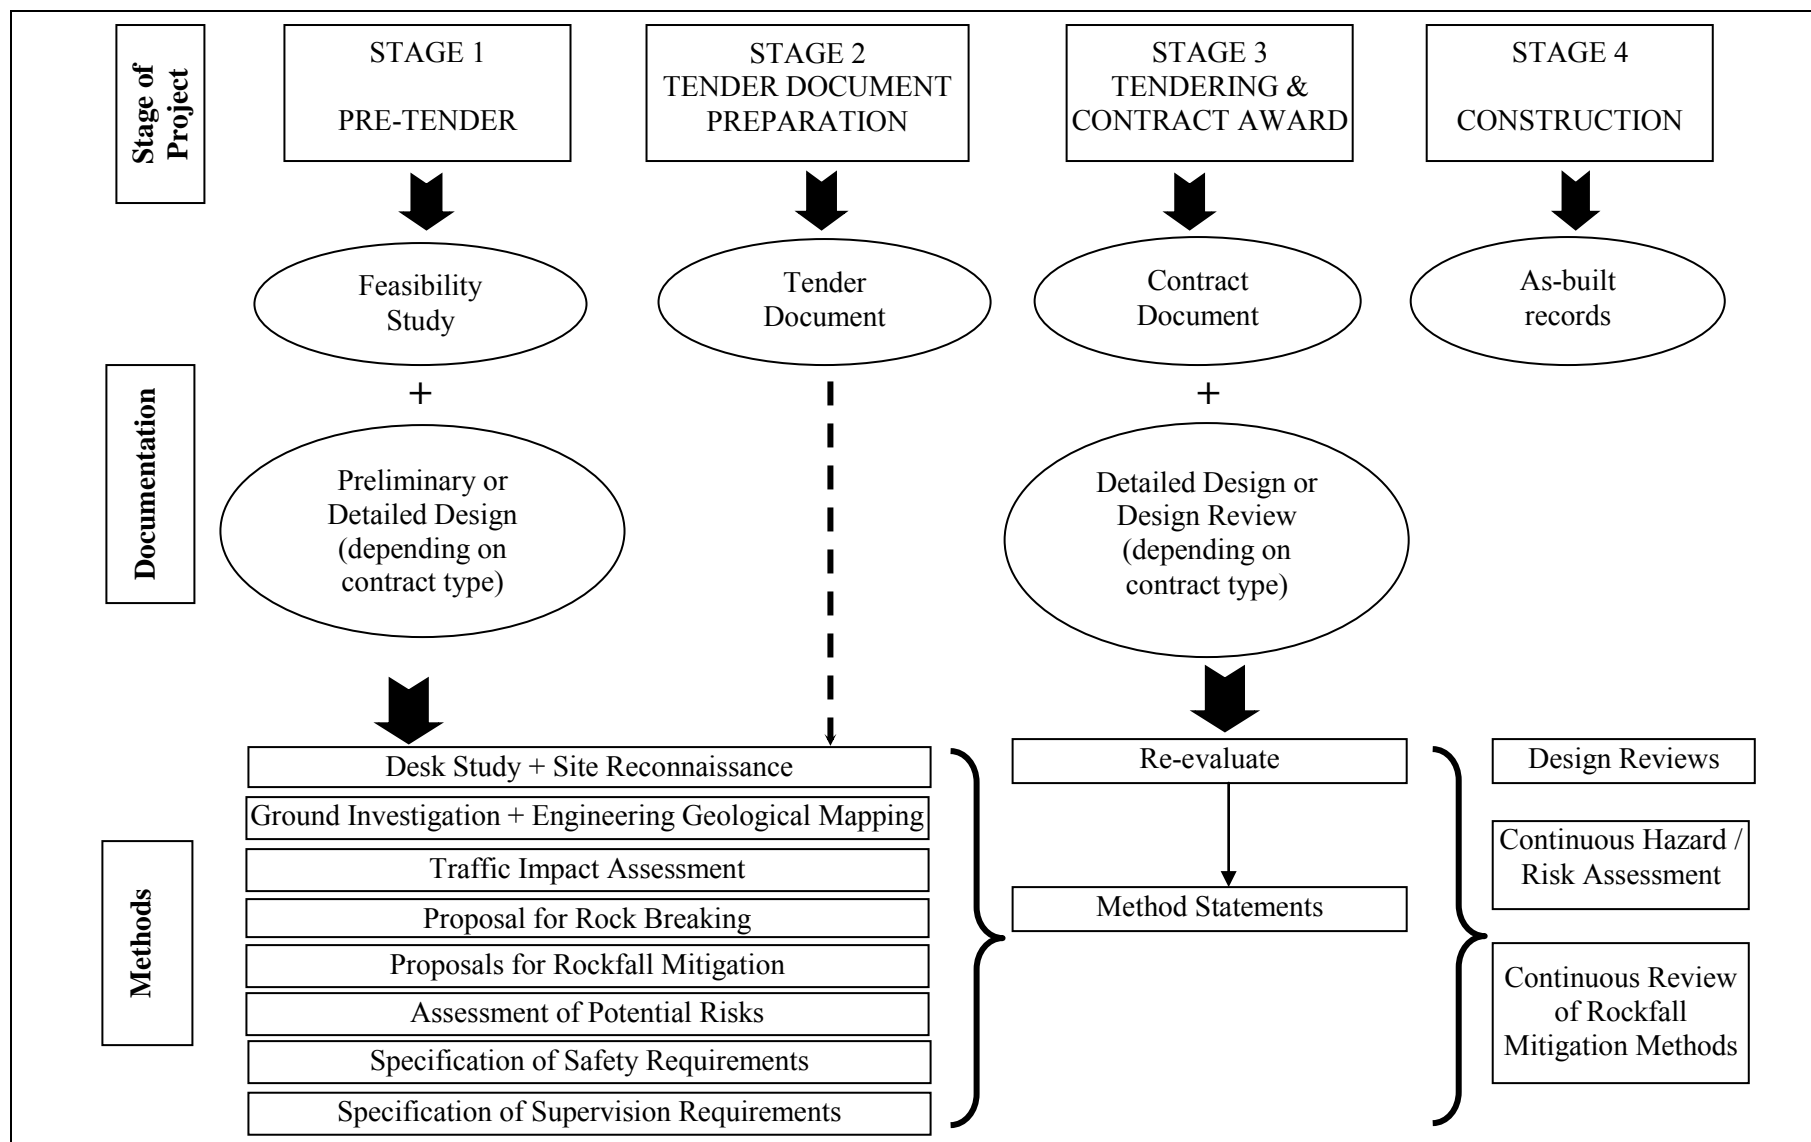 Stage of
Project
STAGE 1
PRE-TENDER
STAGE 2
TENDER DOCUMENT
PREPARATION
STAGE 3
TENDERING &
CONTRACT AWARD
STAGE 4
CONSTRUCTION
Documentation
Feasibility
Study
Tender
Document
Contract
Document
As-built
records
+
+
Preliminary or
Detailed Design
(depending on
contract type)
Detailed Design or
Design Review
(depending on
contract type)
Methods
Desk Study + Site Reconnaissance
Ground Investigation + Engineering Geological Mapping
Traffic Impact Assessment
Proposal for Rock Breaking
Proposals for Rockfall Mitigation
Assessment of Potential Risks
Specification of Safety Requirements
Specification of Supervision Requirements
Re-evaluate
Method Statements
Design Reviews
Continuous Hazard /
Risk Assessment
Continuous Review
of Rockfall
Mitigation Methods